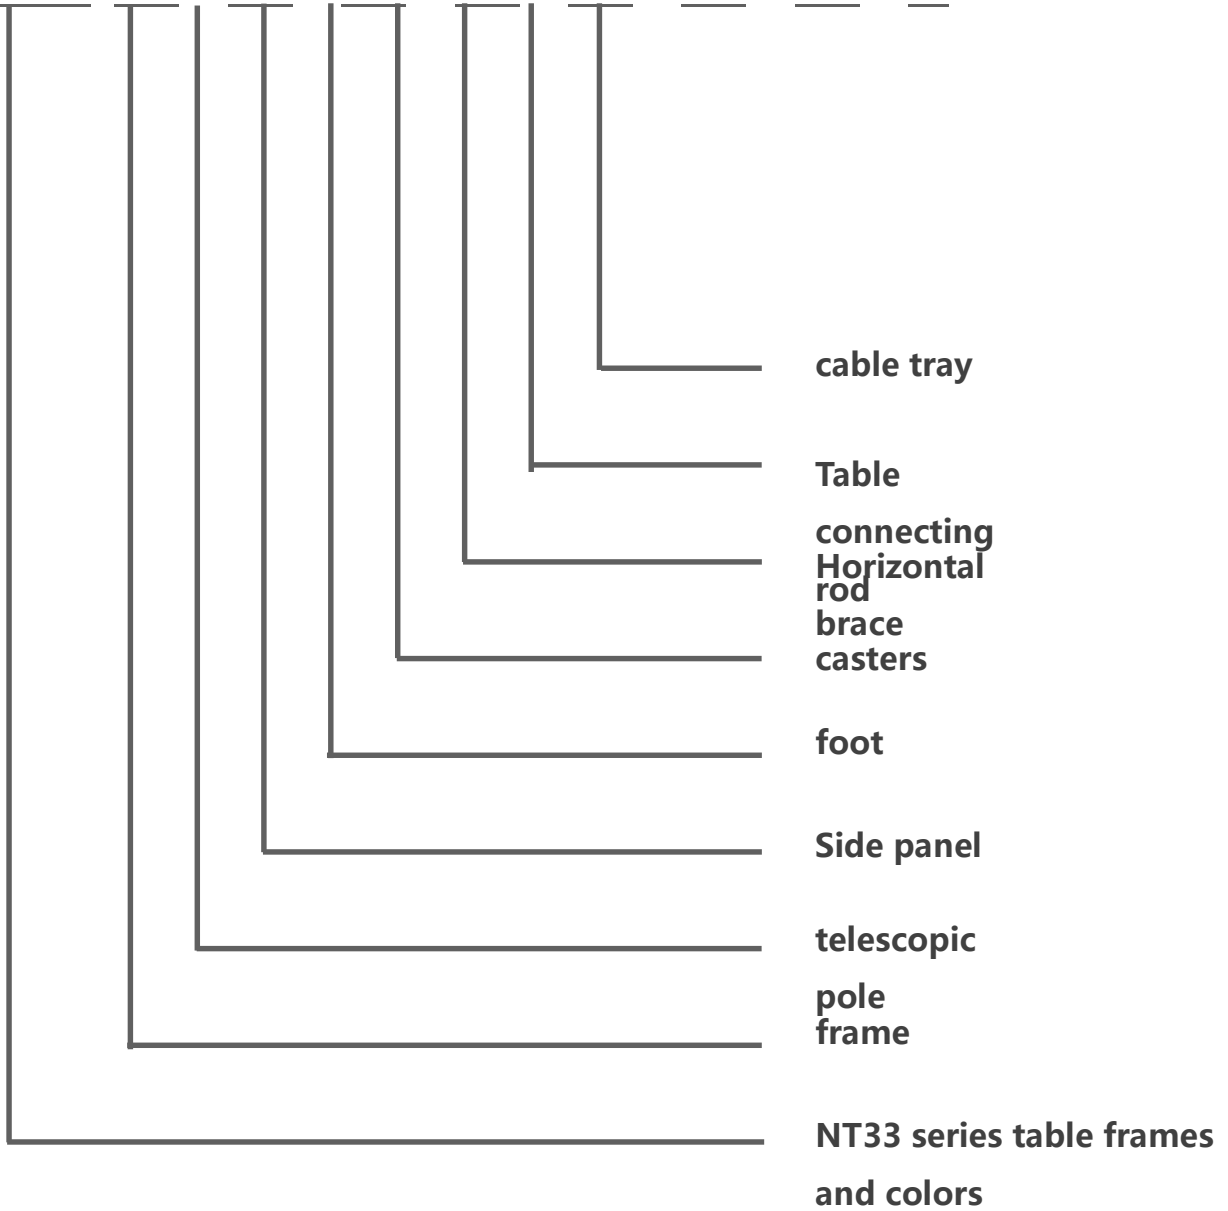 cable tray
Table
connecting
Horizontal
rod
brace
casters
foot
Side panel
telescopic
pole
frame
NT33 series table frames
and colors